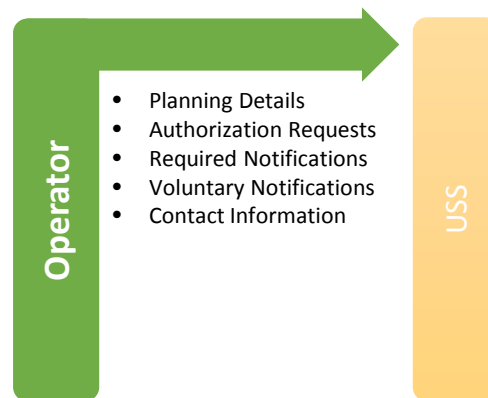 • Planning Details
• Authorization Requests
• Required Notifications
• Voluntary Notifications
• Contact Information
Operator
USS